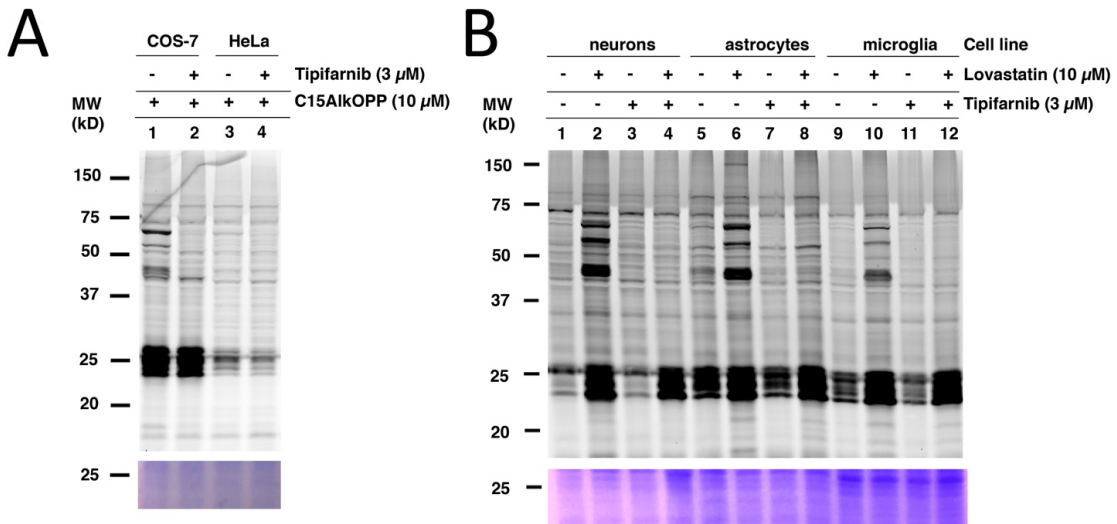 A
COS-7 HeLa
- + - + Tipifarnib (3 µM)
+ + + + C15AlkOPP (10 µM)
MW
(kD)
1 2 3 4
150
75
50
37
25
20
25
B
neurons astrocytes microglia Cell line
- + - + - + - + - + - + Lovastatin (10 µM)
- - + + - - + + - - + + Tipifarnib (3 µM)
MW
(kD)
1 2 3 4 5 6 7 8 9 10 11 12
150
75
50
37
25
20
25